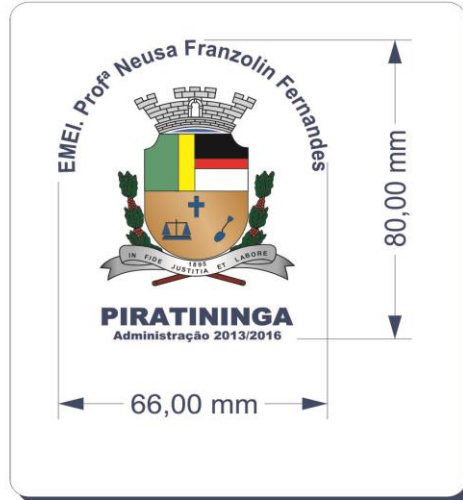 EMEI. Profª Neusa Franzolin Fernandes
1895
IN FIDE JUSTITIA ET LABORE
PIRATININGA
Administração 2013/2016
80,00 mm
66,00 mm